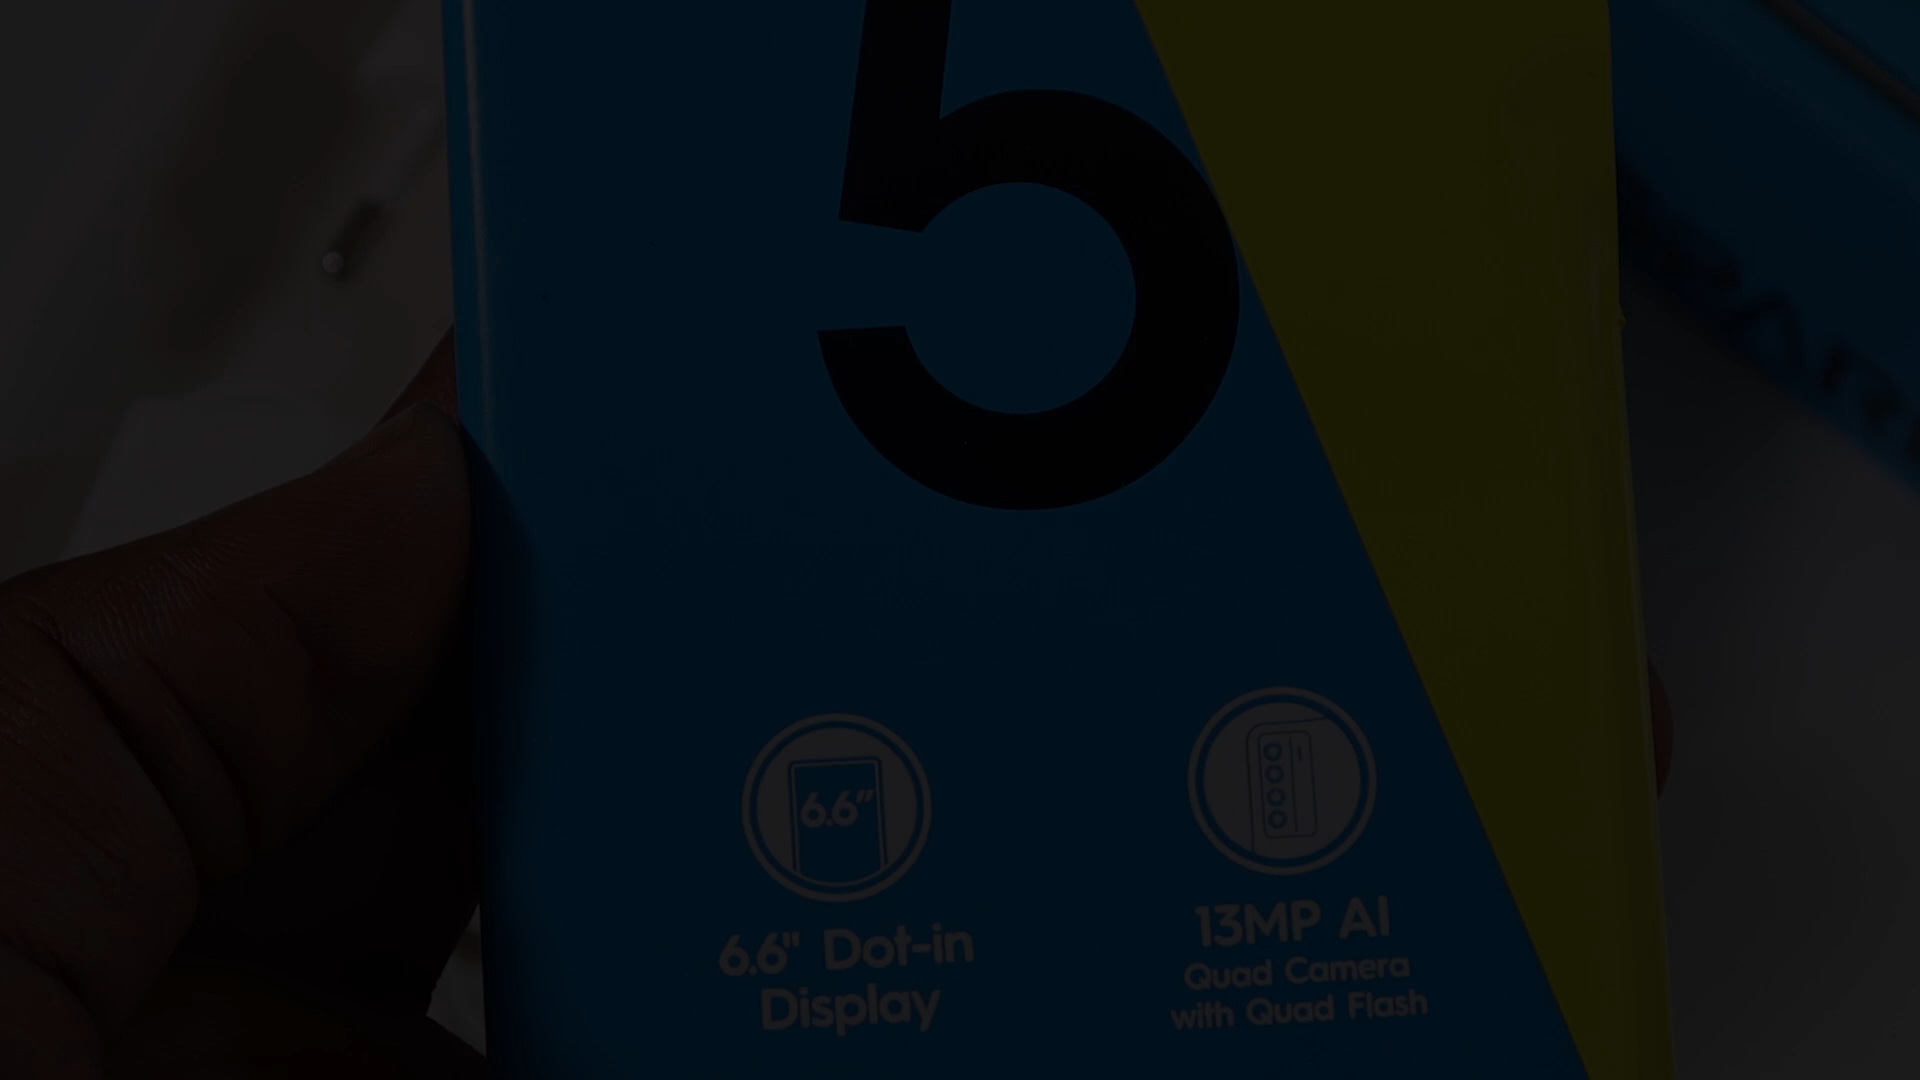 5
6.6”
6.6" Dot-in
Display
13MP AI
Quad Camera
with Quad Flash